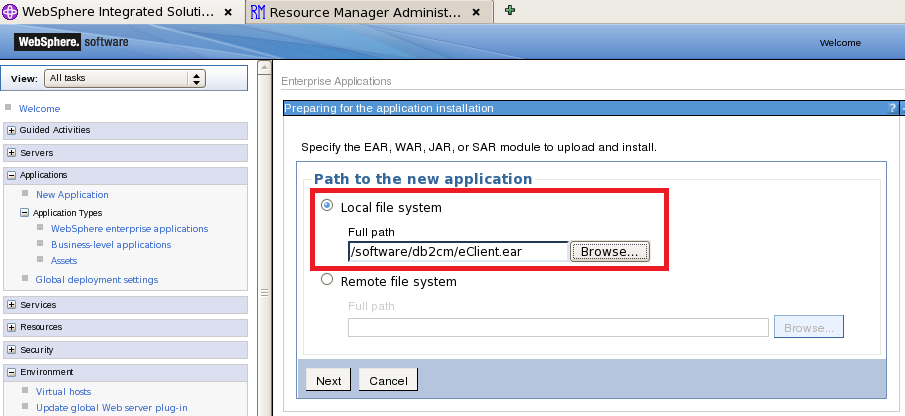 WebSphere Integrated Soluti...
Resource Manager Administ...
WebSphere. software
Welcome
View: All tasks
Welcome
Guided Activities
Servers
Applications
New Application
Application Types
WebSphere enterprise applications
Business-level applications
Assets
Global deployment settings
Services
Resources
Security
Environment
Virtual hosts
Update global Web server plug-in
Enterprise Applications
Preparing for the application installation
?
Specify the EAR, WAR, JAR, or SAR module to upload and install.
Path to the new application
Local file system
Full path
/software/db2cm/eClient.ear Browse...
Remote file system
Full path
Browse...
Next Cancel